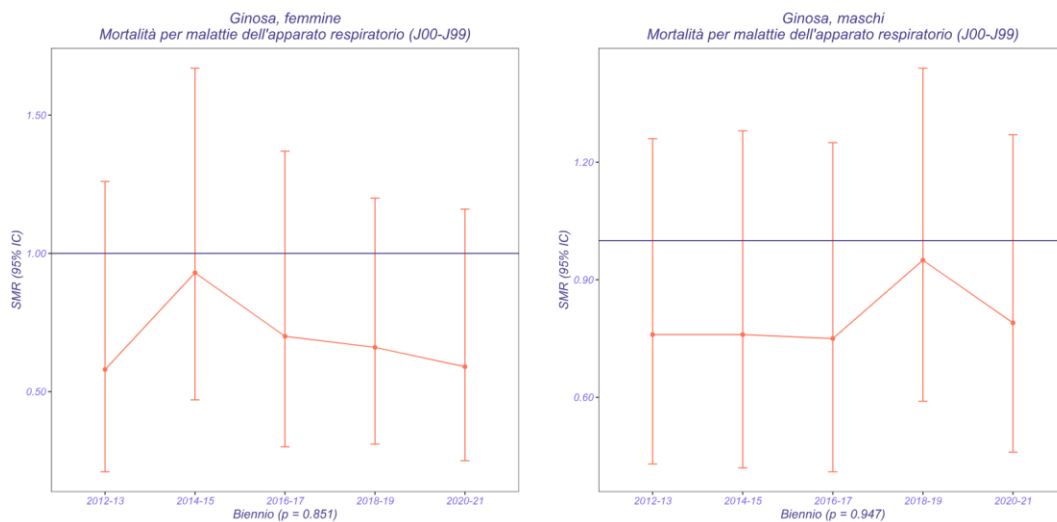 Ginosa, femmine
Mortalità per malattie dell'apparato respiratorio (J00-J99)
SMR (95% IC)
1.50
1.00
0.50
2012-13 2014-15 2016-17 2018-19 2020-21
Biennio (p = 0.851)
Ginosa, maschi
Mortalità per malattie dell'apparato respiratorio (J00-J99)
SMR (95% IC)
1.20
0.90
0.60
2012-13 2014-15 2016-17 2018-19 2020-21
Biennio (p = 0.947)